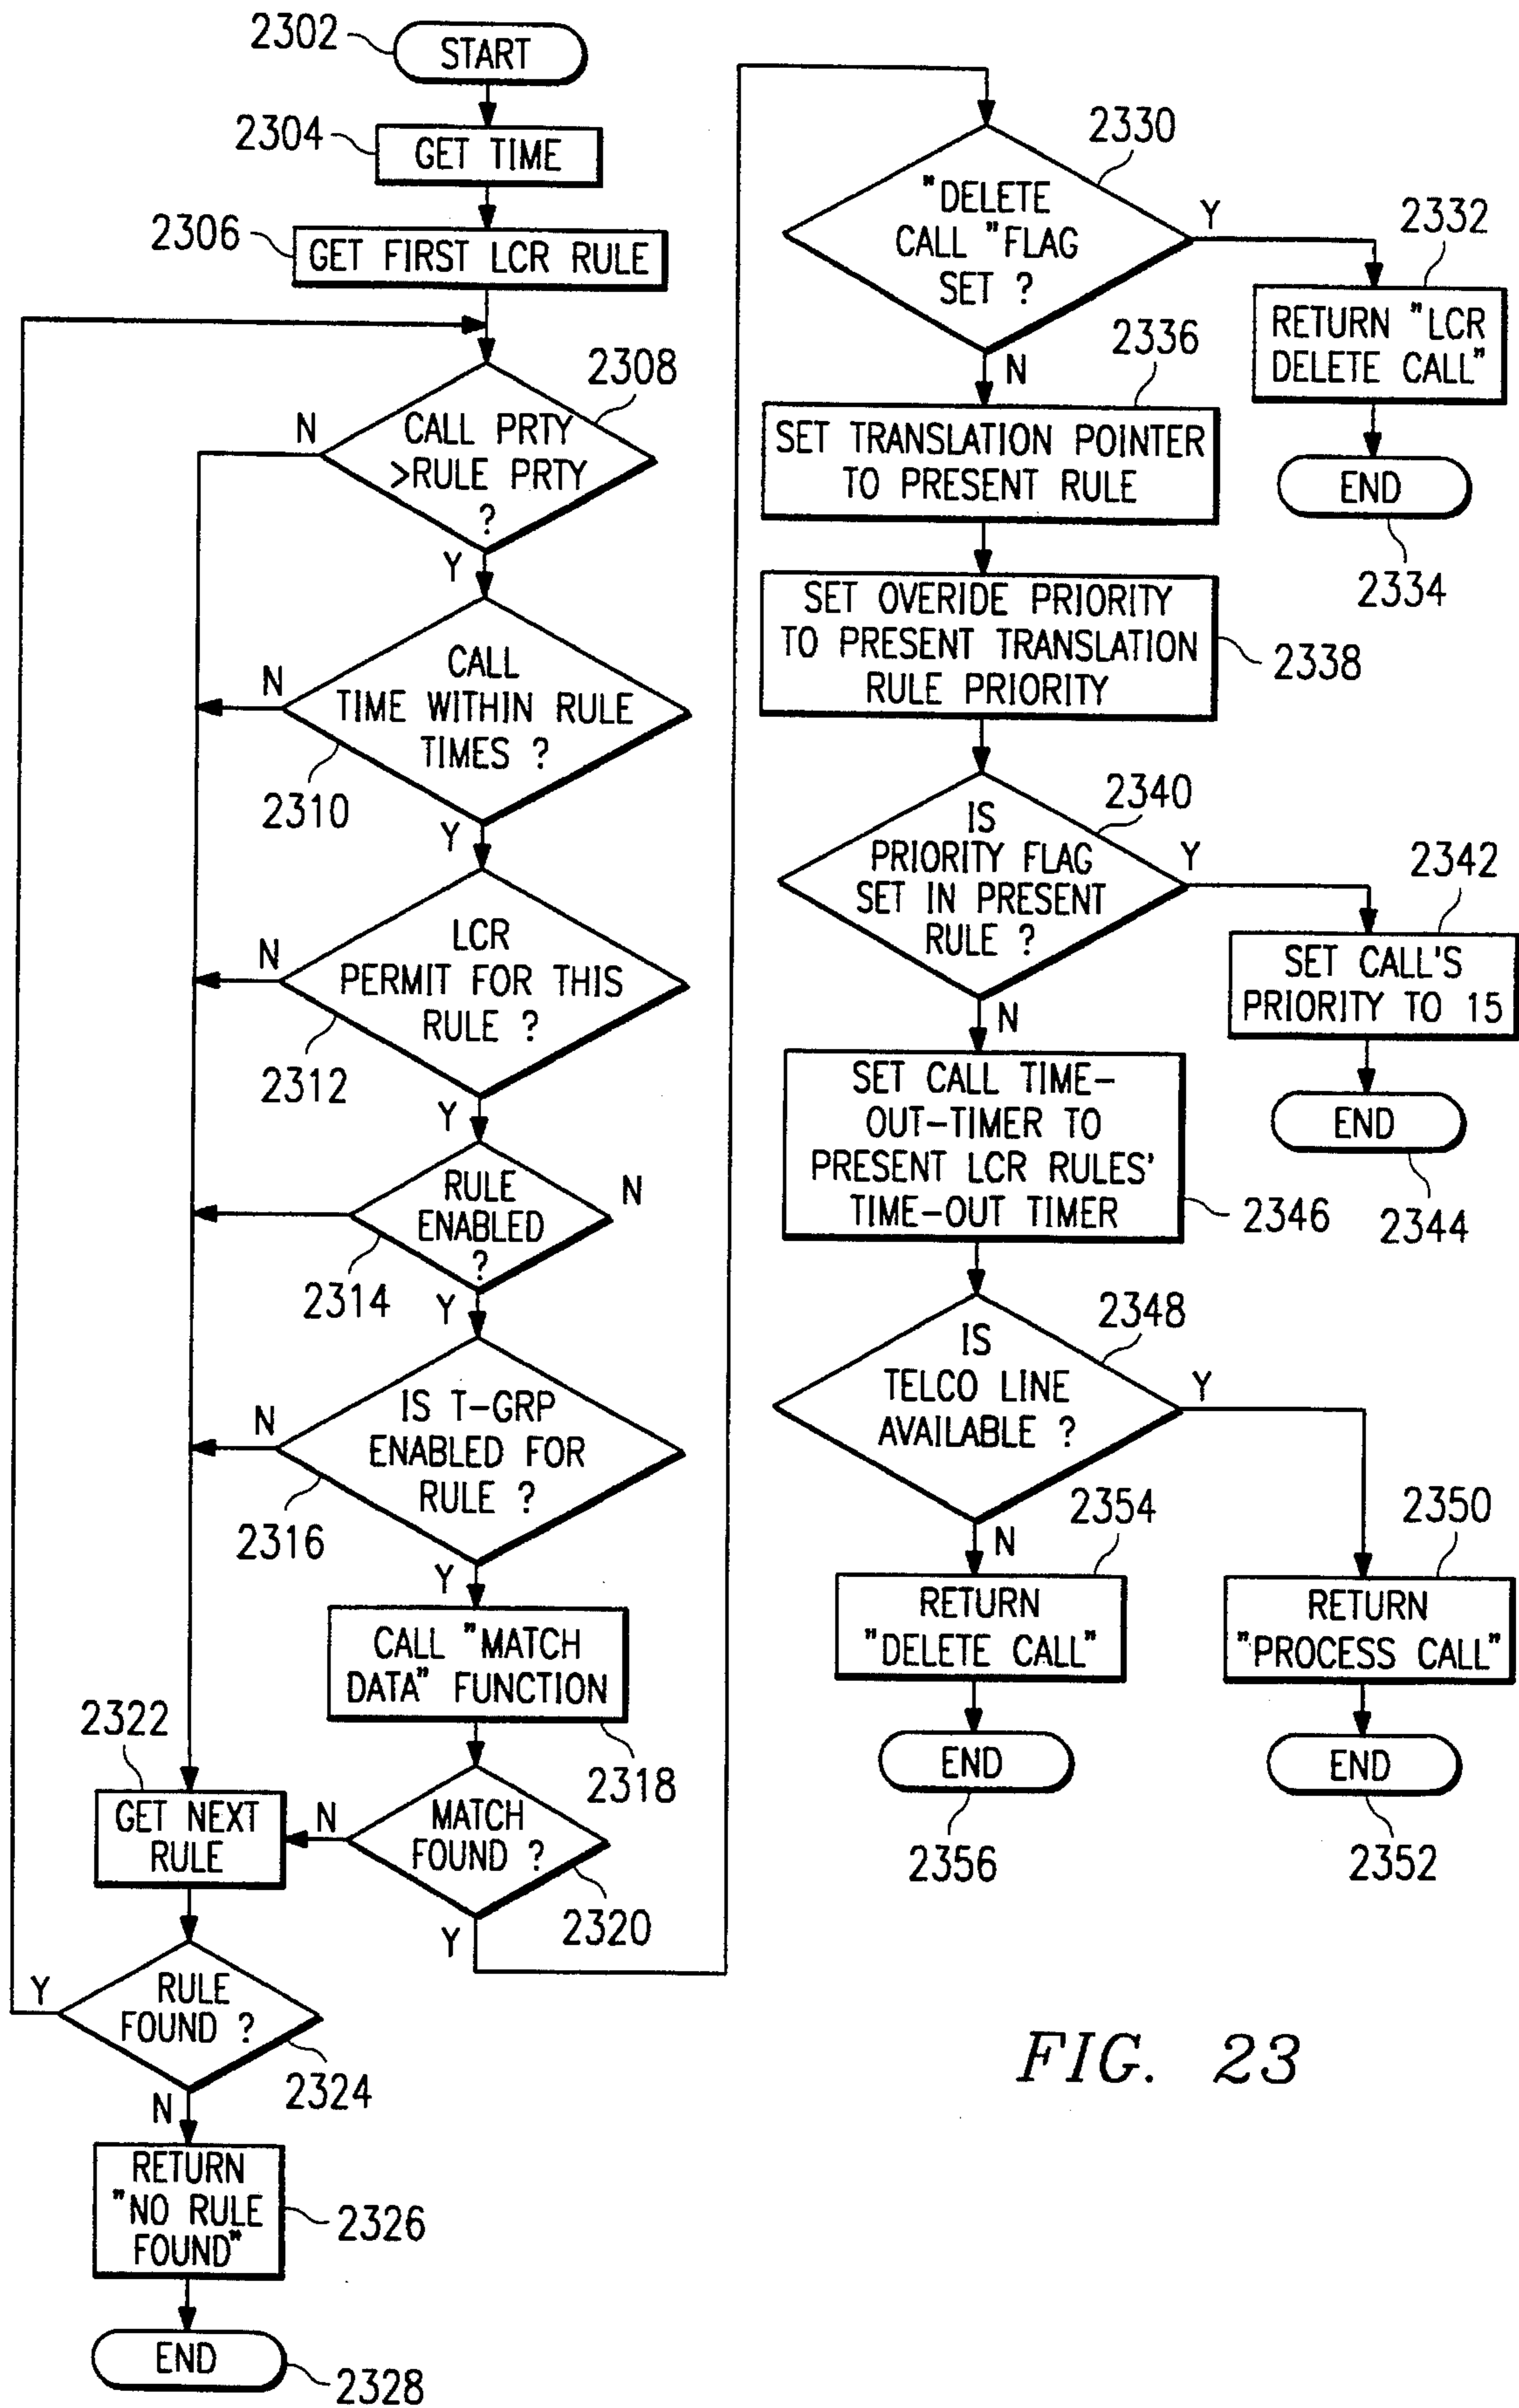 2302
START
2304
GET TIME
2306
GET FIRST LCR RULE
2308
CALL PRTY
>RULE PRTY
?
N
Y
CALL
TIME WITHIN RULE
TIMES ?
N
2310
Y
LCR
PERMIT FOR THIS
RULE ?
N
2312
Y
RULE
ENABLED
?
N
2314
Y
IS T-GRP
ENABLED FOR
RULE ?
N
2316
Y
CALL "MATCH
DATA" FUNCTION
2318
2322
GET NEXT
RULE
N
MATCH
FOUND ?
2320
Y
Y
RULE
FOUND ?
2324
N
RETURN
"NO RULE
FOUND"
2326
END
2328
2330
"DELETE
CALL "FLAG
SET ?
Y
2332
RETURN "LCR
DELETE CALL"
END
2334
N
2336
SET TRANSLATION POINTER
TO PRESENT RULE
SET OVERIDE PRIORITY
TO PRESENT TRANSLATION
RULE PRIORITY
2338
2340
IS
PRIORITY FLAG
SET IN PRESENT
RULE ?
Y
2342
SET CALL'S
PRIORITY TO 15
END
2344
N
SET CALL TIME-
OUT-TIMER TO
PRESENT LCR RULES'
TIME-OUT TIMER
2346
2348
IS
TELCO LINE
AVAILABLE ?
Y
2350
RETURN
"PROCESS CALL"
END
2352
N
2354
RETURN
"DELETE CALL"
END
2356
FIG. 23